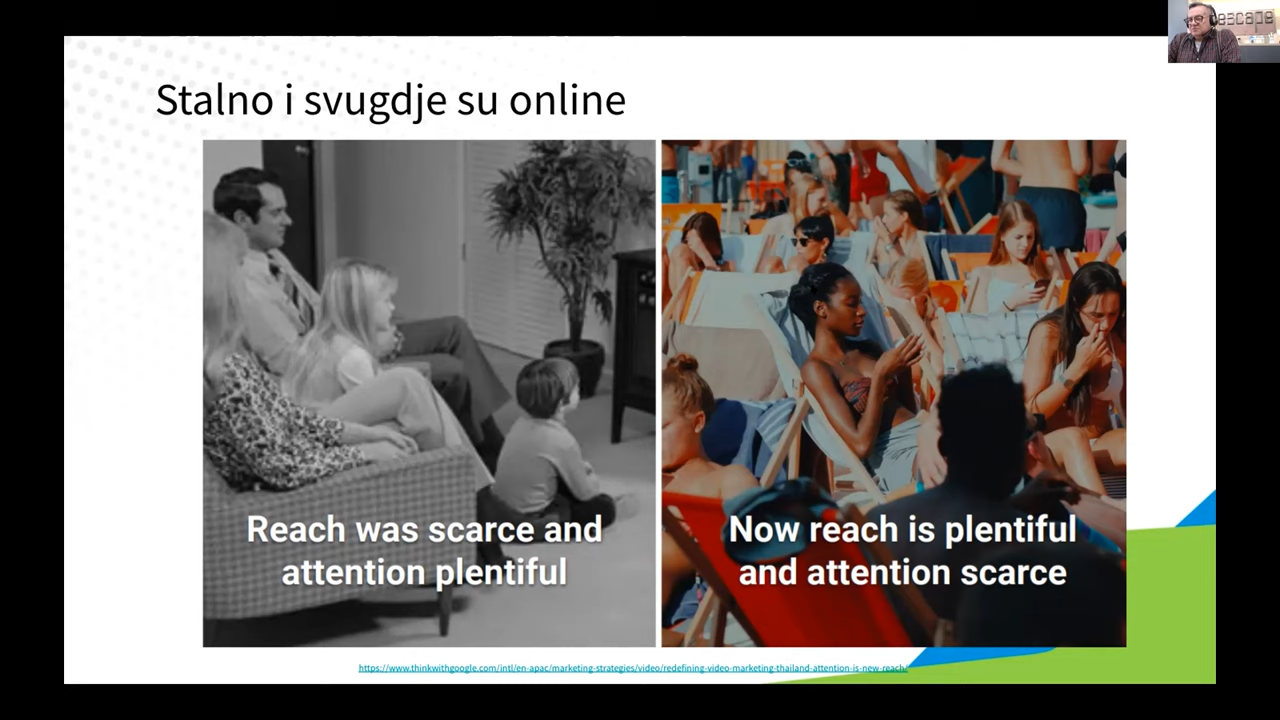 Stalno i svugdje su online
Reach was scarce and
attention plentiful
Now reach is plentiful
and attention scarce
https://www.thinkwithgoogle.com/intl/en-apac/marketing-strategies/video/redefining-video-marketing-thailand-attention-is-new-reach/